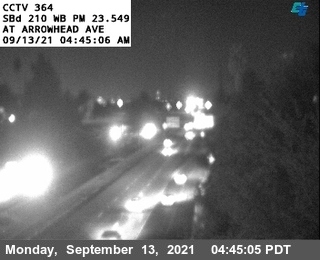 CCTV 364
SBd 210 WB PM 23.549
AT ARROWHEAD AVE
09/13/21 04:45:06 AM
Monday, September 13, 2021 04:45:05 PDT